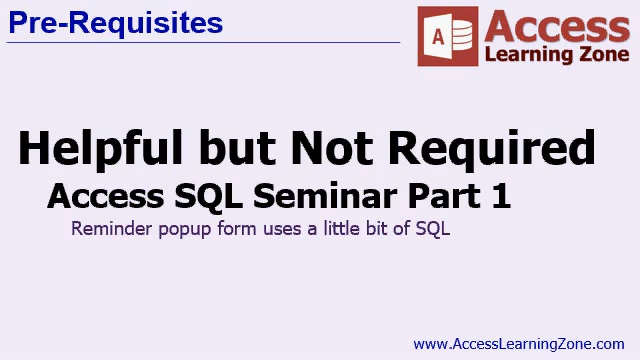 Pre-Requisites
A
Access
Learning Zone
Helpful but Not Required
Access SQL Seminar Part 1
Reminder popup form uses a little bit of SQL
www.AccessLearningZone.com